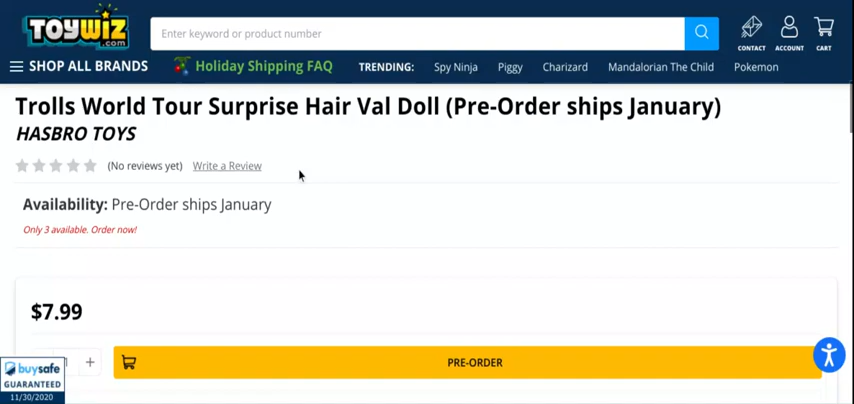 TOYWIZ
.com
Enter keyword or product number
CONTACT ACCOUNT CART
SHOP ALL BRANDS Holiday Shipping FAQ TRENDING: Spy Ninja Piggy Charizard Mandalorian The Child Pokemon
Trolls World Tour Surprise Hair Val Doll (Pre-Order ships January)
HASBRO TOYS
(No reviews yet) Write a Review
Availability: Pre-Order ships January
Only 3 available. Order now!
$7.99
1 + PRE-ORDER
buysafe
GUARANTEED
11/30/2020